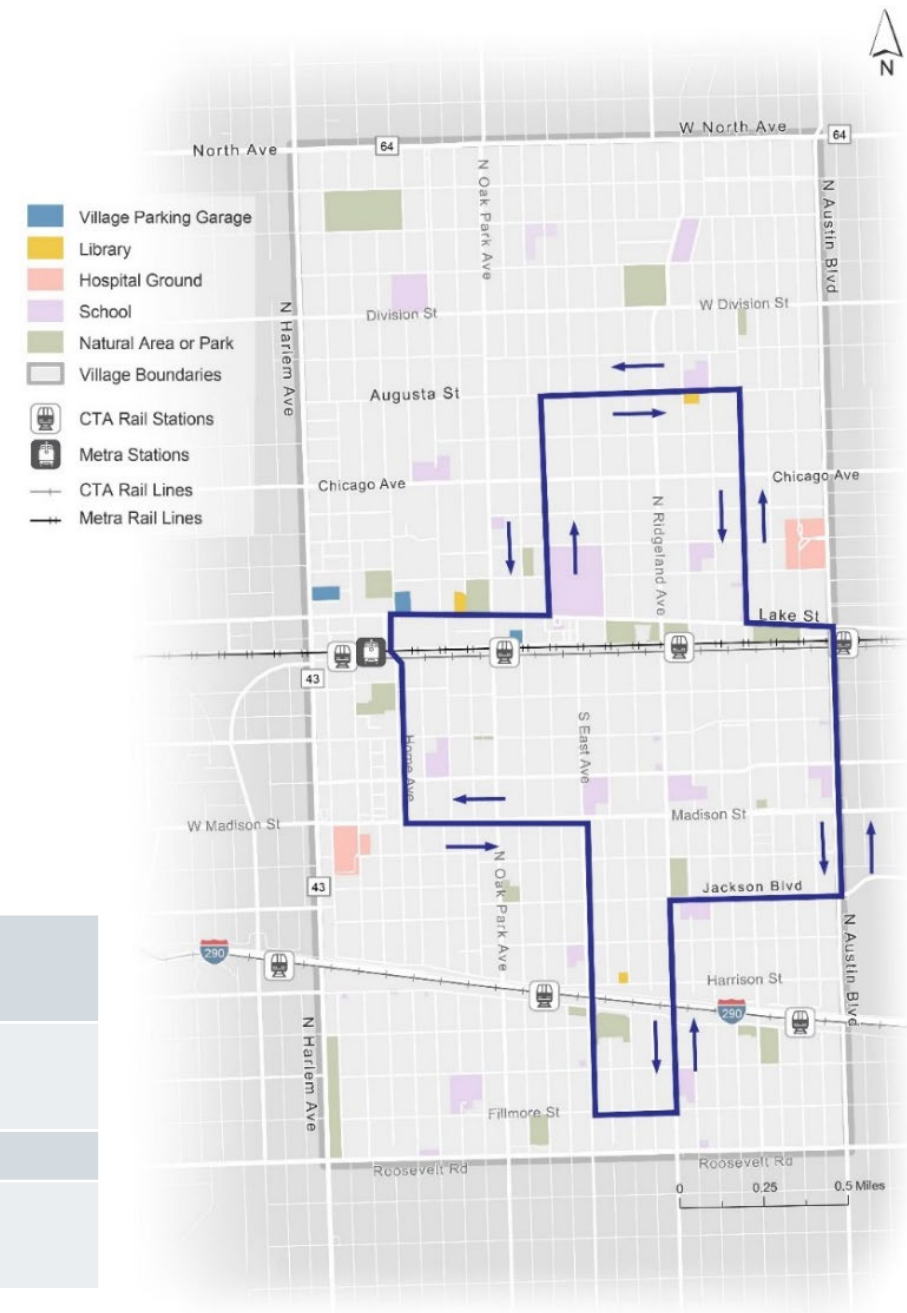 N
W North Ave
64
North Ave
64
N Oak Park Ave
N Austin Blvd
Village Parking Garage
Library
Hospital Ground
School
Natural Area or Park
Village Boundaries
CTA Rail Stations
Metra Stations
CTA Rail Lines
Metra Rail Lines
N Harlem Ave
W Division St
Division St
Augusta St
Chicago Ave
Chicago Ave
N Ridgeland Ave
Lake St
43
S East Ave
Home Ave
Madison St
W Madison St
43
Jackson Blvd
N Oak Park Ave
N Austin Blvd
290
Harrison St
290
N Harlem Ave
Fillmore St
Roosevelt Rd
Roosevelt Rd
0 0.25 0.5 Miles